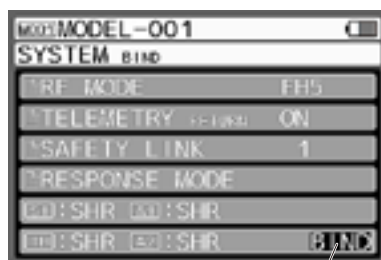 MODEL-001
SYSTEM BIND
RF MODE FH5
TELEMETRY RETURN ON
SAFETY LINK 1
RESPONSE MODE
:SHR :SHR
:SHR :SHR BIND